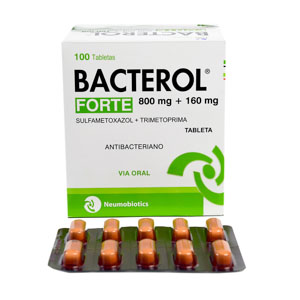 100 Tabletas
BACTEROL®
FORTE 800 mg + 160 mg
SULFAMETOXAZOL + TRIMETOPRIMA
TABLETA
ANTIBACTERIANO
VIA ORAL
Neumobiotics